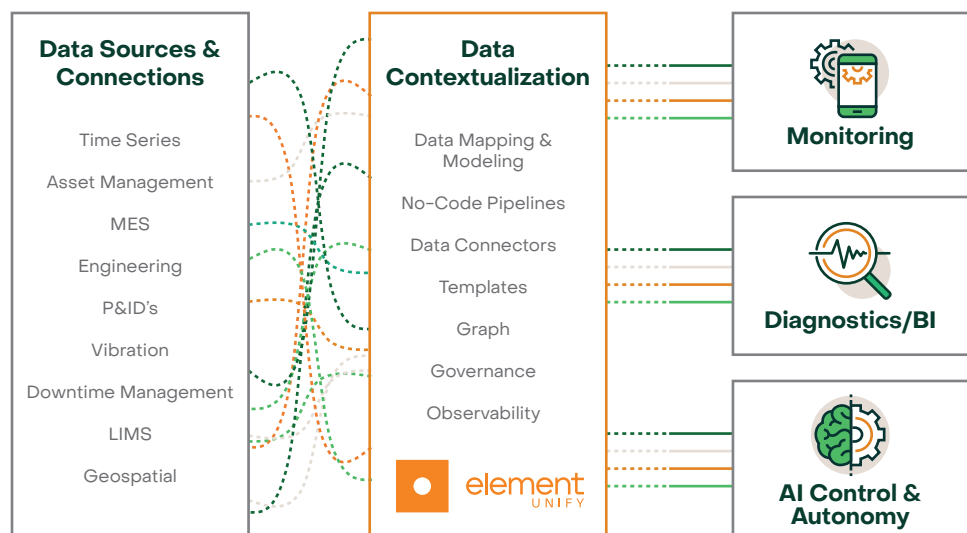 Data Sources &
Connections
Time Series
Asset Management
MES
Engineering
P&ID's
Vibration
Downtime Management
LIMS
Geospatial
Data
Contextualization
Data Mapping &
Modeling
No-Code Pipelines
Data Connectors
Templates
Graph
Governance
Observability
element
UNIFY
Monitoring
Diagnostics/BI
AI Control &
Autonomy